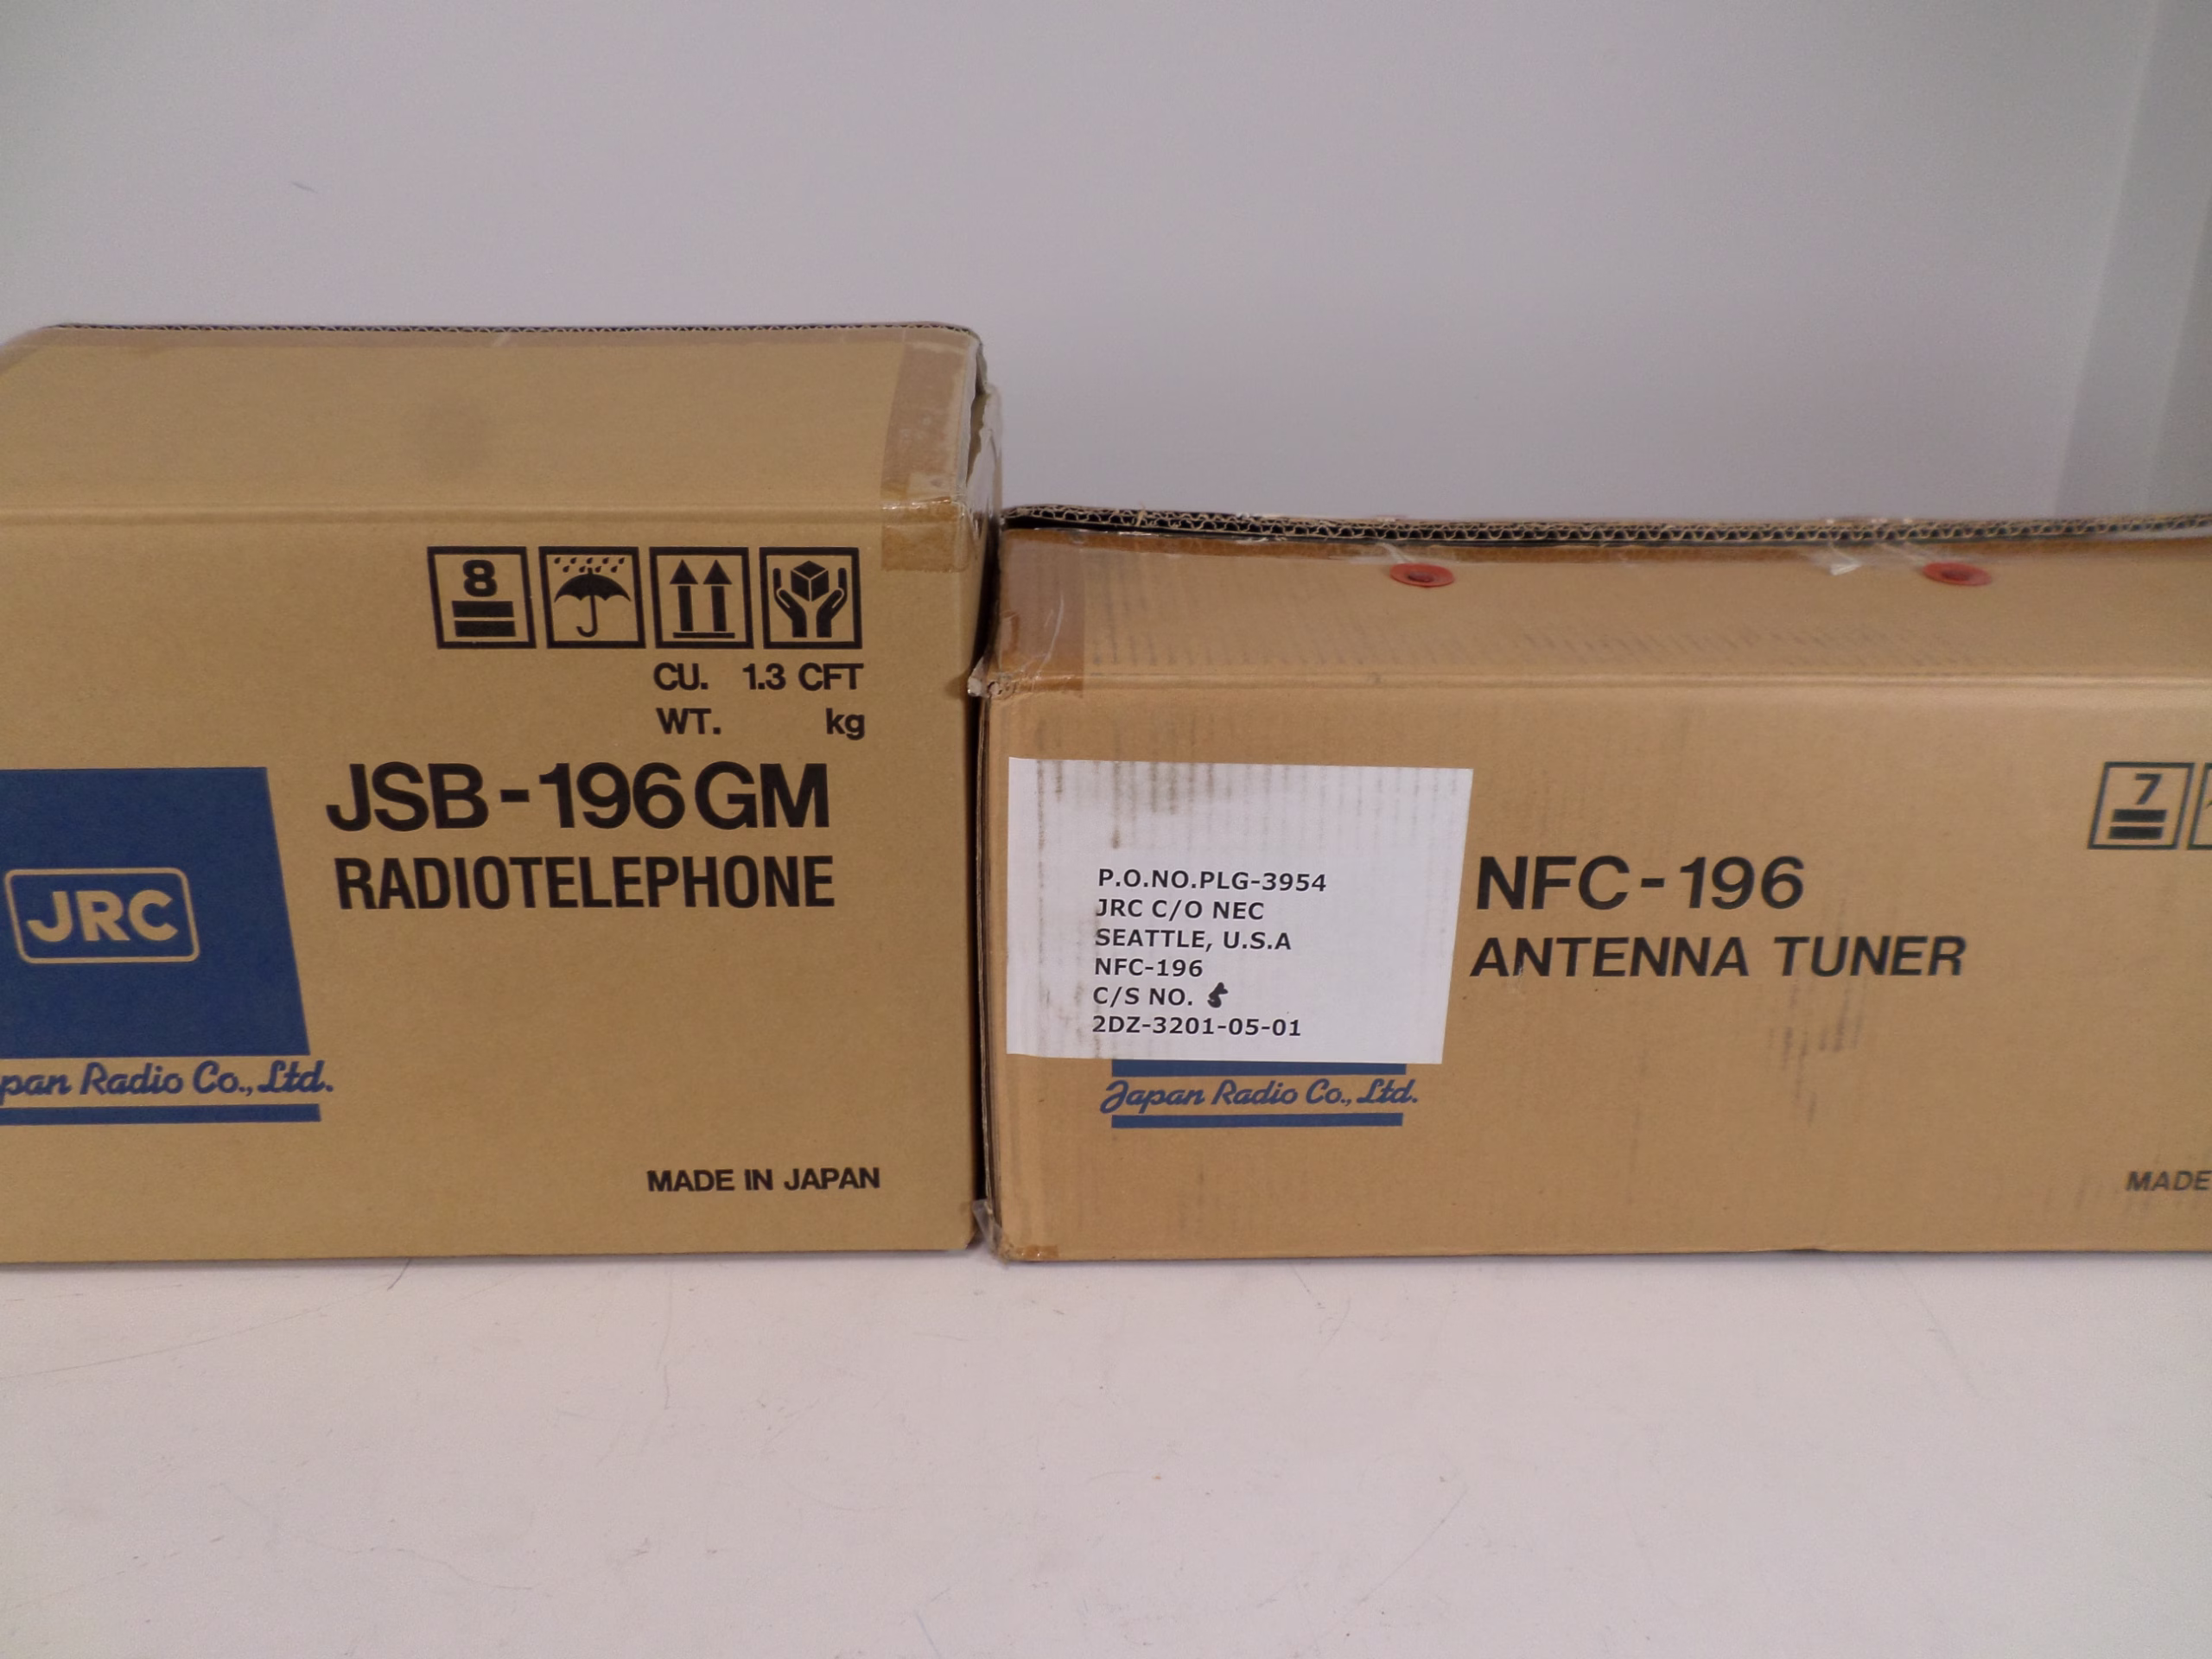 8
CU. 1.3 CFT
WT. kg
JSB-196GM
RADIOTELEPHONE
JRC
pan Radio Co., Ltd.
MADE IN JAPAN
P.O.NO.PLG-3954
JRC C/O NEC
SEATTLE, U.S.A
NFC-196
C/S NO. 5
2DZ-3201-05-01
Japan Radio Co., Ltd.
7
NFC-196
ANTENNA TUNER
MADE